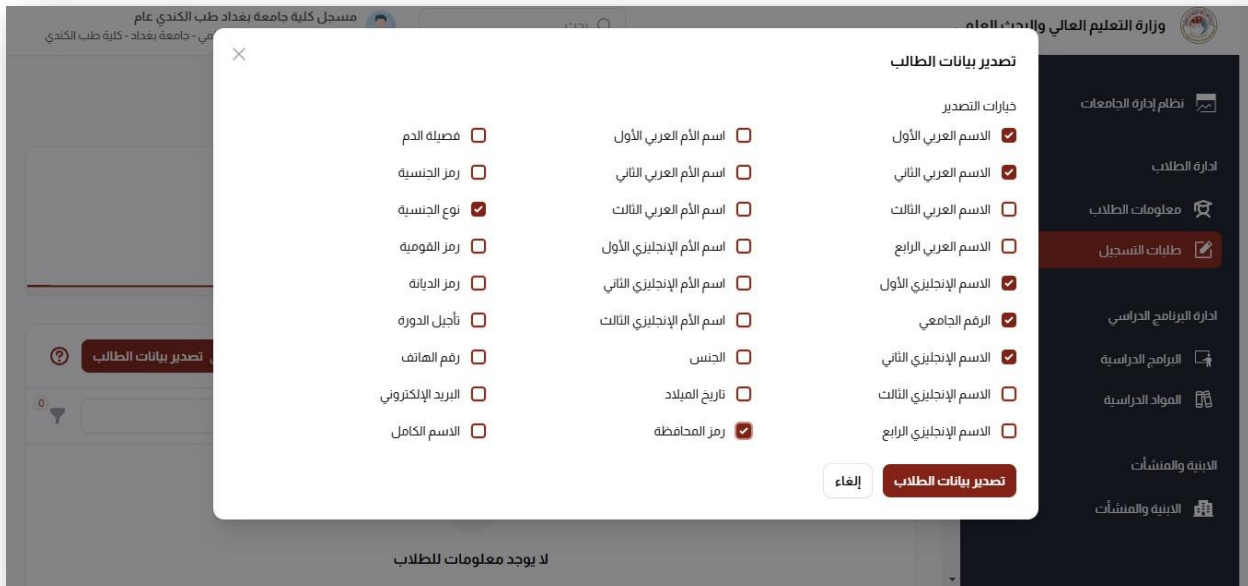 وزارة التعليم العالي والبحث العلمي
بحث
مسجل كلية جامعة بغداد طب الكندي عام
مي - جامعة بغداد - كلية طب الكندي
نظام إدارة الجامعات
ادارة الطلاب
معلومات الطلاب
طلبات التسجيل
ادارة البرنامج الدراسي
البرامج الدراسية
المواد الدراسية
الابنية والمنشأت
الابنية والمنشأت
تصدير بيانات الطالب
خيارات التصدير
الاسم العربي الأول
اسم الأم العربي الأول
فصيلة الدم
الاسم العربي الثاني
اسم الأم العربي الثاني
رمز الجنسية
الاسم العربي الثالث
اسم الأم العربي الثالث
نوع الجنسية
الاسم العربي الرابع
اسم الأم الإنجليزي الأول
رمز القومية
الاسم الإنجليزي الأول
اسم الأم الإنجليزي الثاني
رمز الديانة
الرقم الجامعي
اسم الأم الإنجليزي الثالث
تأجيل الدورة
الاسم الإنجليزي الثاني
الجنس
رقم الهاتف
الاسم الإنجليزي الثالث
تاريخ الميلاد
البريد الإلكتروني
الاسم الإنجليزي الرابع
رمز المحافظة
الاسم الكامل
تصدير بيانات الطلاب
إلغاء
تصدير بيانات الطالب
0
لا يوجد معلومات للطلاب